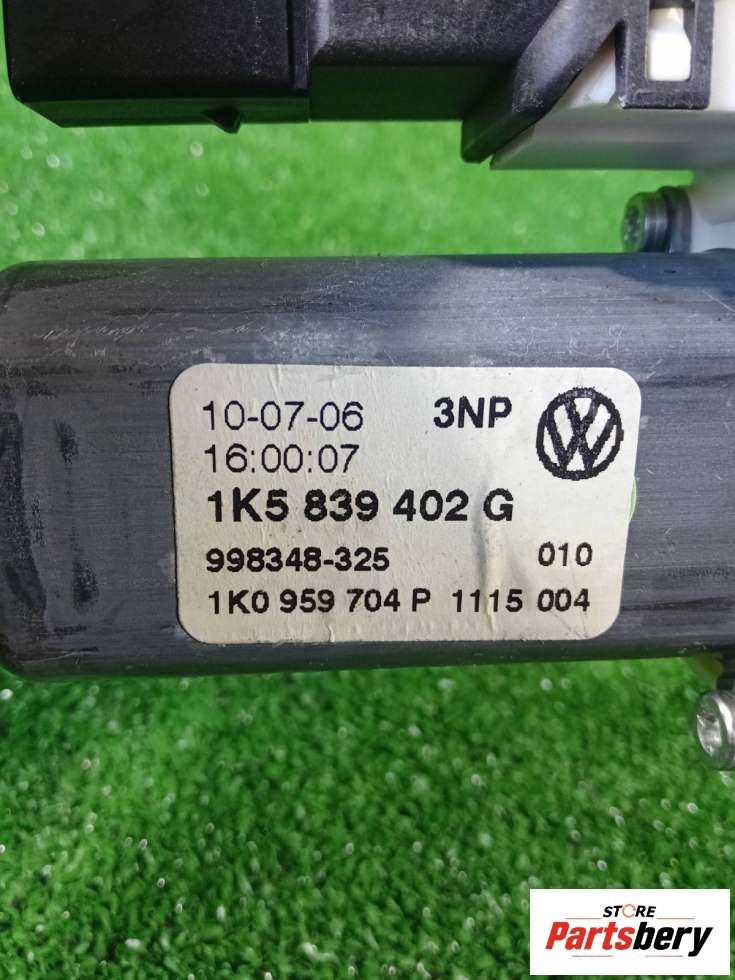 10-07-06 3NP
16:00:07
1K5 839 402 G
998348-325 010
1K0 959 704 P 1115 004
STORE
Partsbery